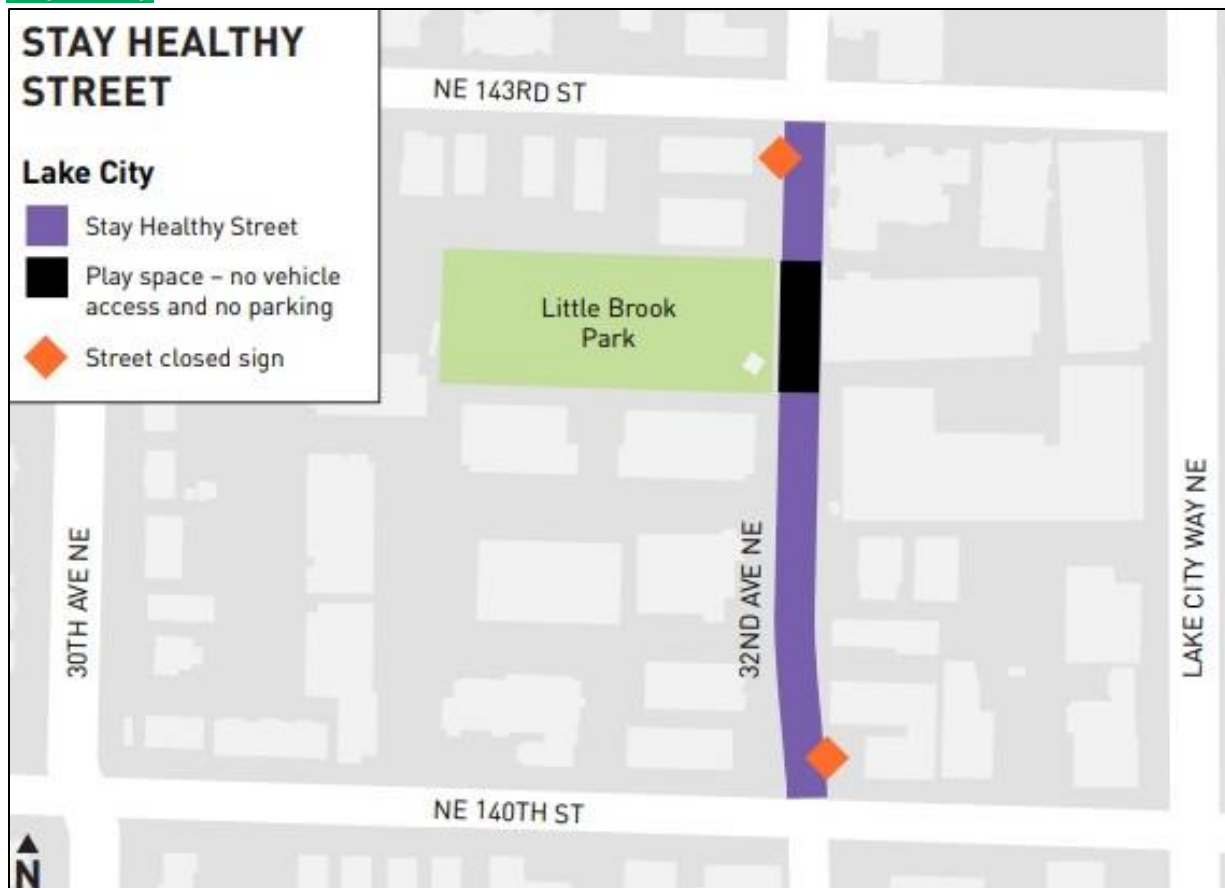 STAY HEALTHY
STREET
Lake City
Stay Healthy Street
Play space – no vehicle
access and no parking
Street closed sign
NE 143RD ST
Little Brook
Park
30TH AVE NE
32ND AVE NE
LAKE CITY WAY NE
NE 140TH ST
N